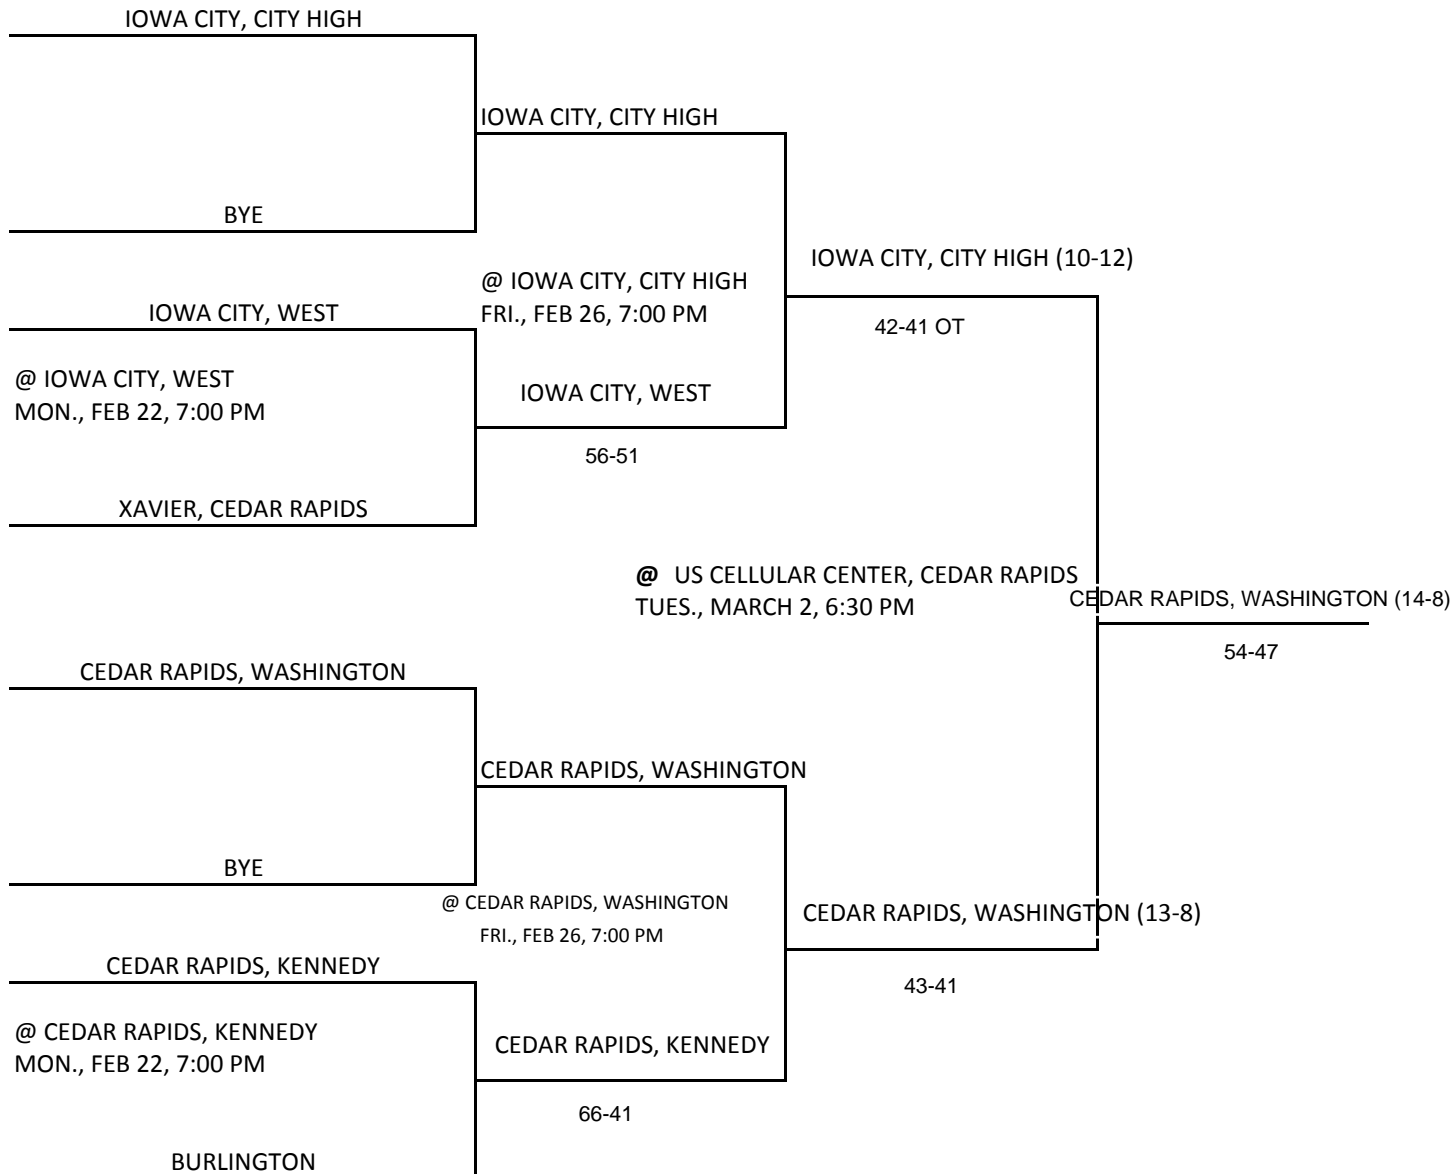 IOWA CITY, CITY HIGH
IOWA CITY, CITY HIGH
BYE
IOWA CITY, CITY HIGH (10-12)
@ IOWA CITY, CITY HIGH
FRI., FEB 26, 7:00 PM
IOWA CITY, WEST
42-41 OT
@ IOWA CITY, WEST
MON., FEB 22, 7:00 PM
IOWA CITY, WEST
56-51
XAVIER, CEDAR RAPIDS
@ US CELLULAR CENTER, CEDAR RAPIDS
TUES., MARCH 2, 6:30 PM
CEDAR RAPIDS, WASHINGTON (14-8)
54-47
CEDAR RAPIDS, WASHINGTON
CEDAR RAPIDS, WASHINGTON
BYE
@ CEDAR RAPIDS, WASHINGTON
FRI., FEB 26, 7:00 PM
CEDAR RAPIDS, WASHINGTON (13-8)
CEDAR RAPIDS, KENNEDY
43-41
@ CEDAR RAPIDS, KENNEDY
MON., FEB 22, 7:00 PM
CEDAR RAPIDS, KENNEDY
66-41
BURLINGTON